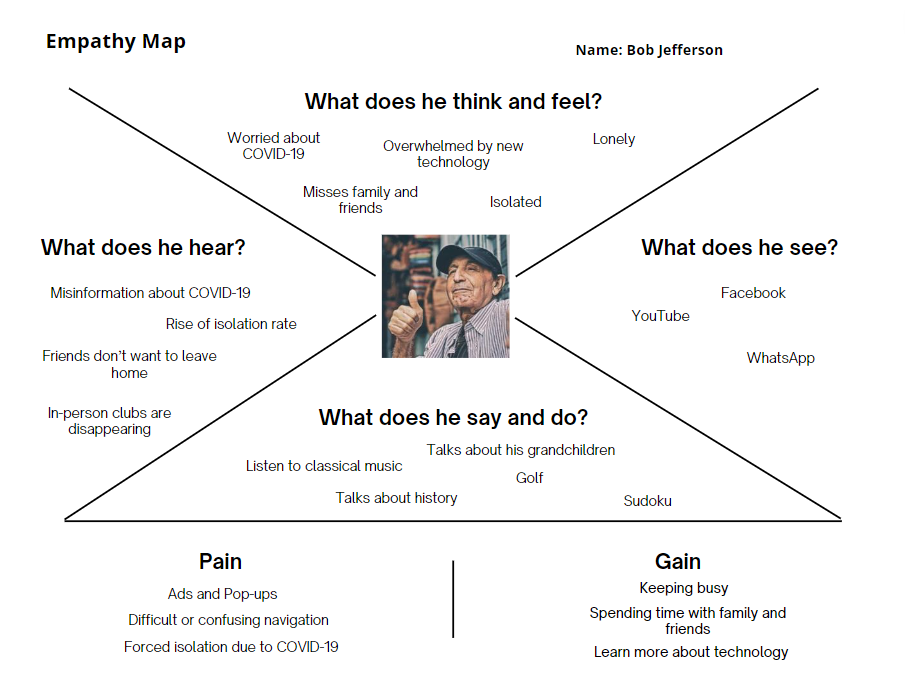 Empathy Map
Name: Bob Jefferson
What does he think and feel?
Worried about
COVID-19
Overwhelmed by new
technology
Lonely
Misses family and
friends
Isolated
What does he hear?
Misinformation about COVID-19
Rise of isolation rate
Friends don’t want to leave
home
In-person clubs are
disappearing
What does he see?
Facebook
YouTube
WhatsApp
What does he say and do?
Talks about his grandchildren
Listen to classical music
Golf
Talks about history
Sudoku
Pain
Ads and Pop-ups
Difficult or confusing navigation
Forced isolation due to COVID-19
Gain
Keeping busy
Spending time with family and
friends
Learn more about technology